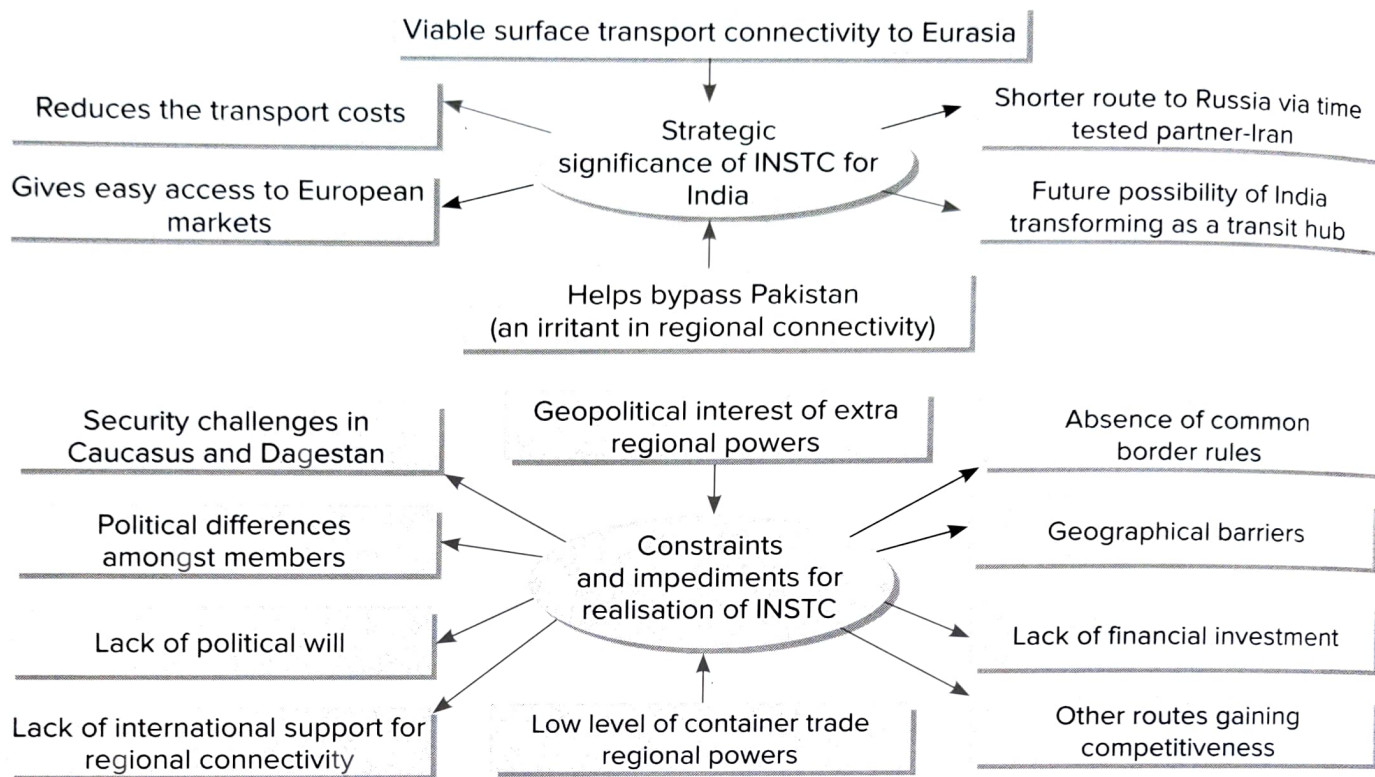 Viable surface transport connectivity to Eurasia
Reduces the transport costs
Gives easy access to European
markets
Strategic
significance of INSTC for
India
Shorter route to Russia via time
tested partner-Iran
Future possibility of India
transforming as a transit hub
Helps bypass Pakistan
(an irritant in regional connectivity)
Security challenges in
Caucasus and Dagestan
Political differences
amongst members
Lack of political will
Lack of international support for
regional connectivity
Geopolitical interest of extra
regional powers
Constraints
and impediments for
realisation of INSTC
Low level of container trade
regional powers
Absence of common
border rules
Geographical barriers
Lack of financial investment
Other routes gaining
competitiveness